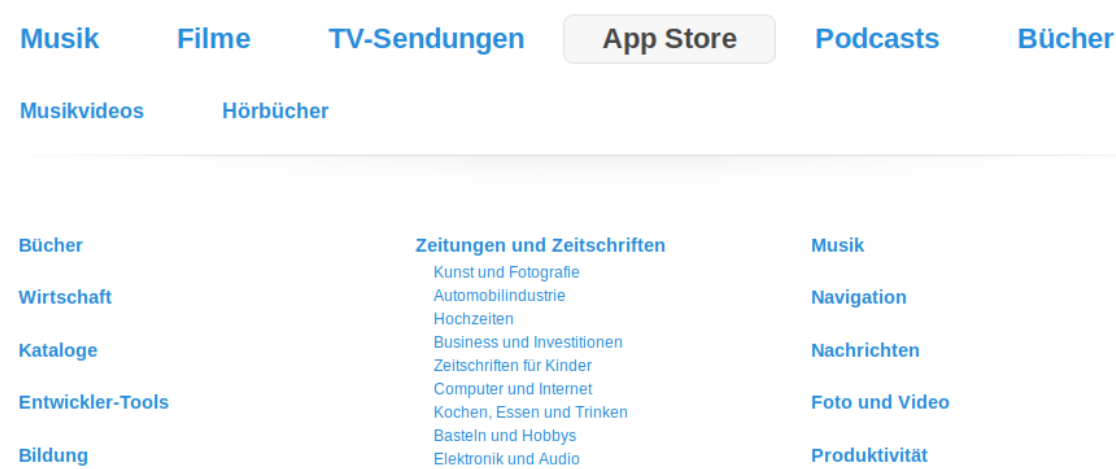 Musik Filme TV-Sendungen App Store Podcasts Bücher
Musikvideos Hörbücher
Bücher
Wirtschaft
Kataloge
Entwickler-Tools
Bildung
Zeitungen und Zeitschriften
Kunst und Fotografie
Automobilindustrie
Hochzeiten
Business und Investitionen
Zeitschriften für Kinder
Computer und Internet
Kochen, Essen und Trinken
Basteln und Hobbys
Elektronik und Audio
Musik
Navigation
Nachrichten
Foto und Video
Produktivität